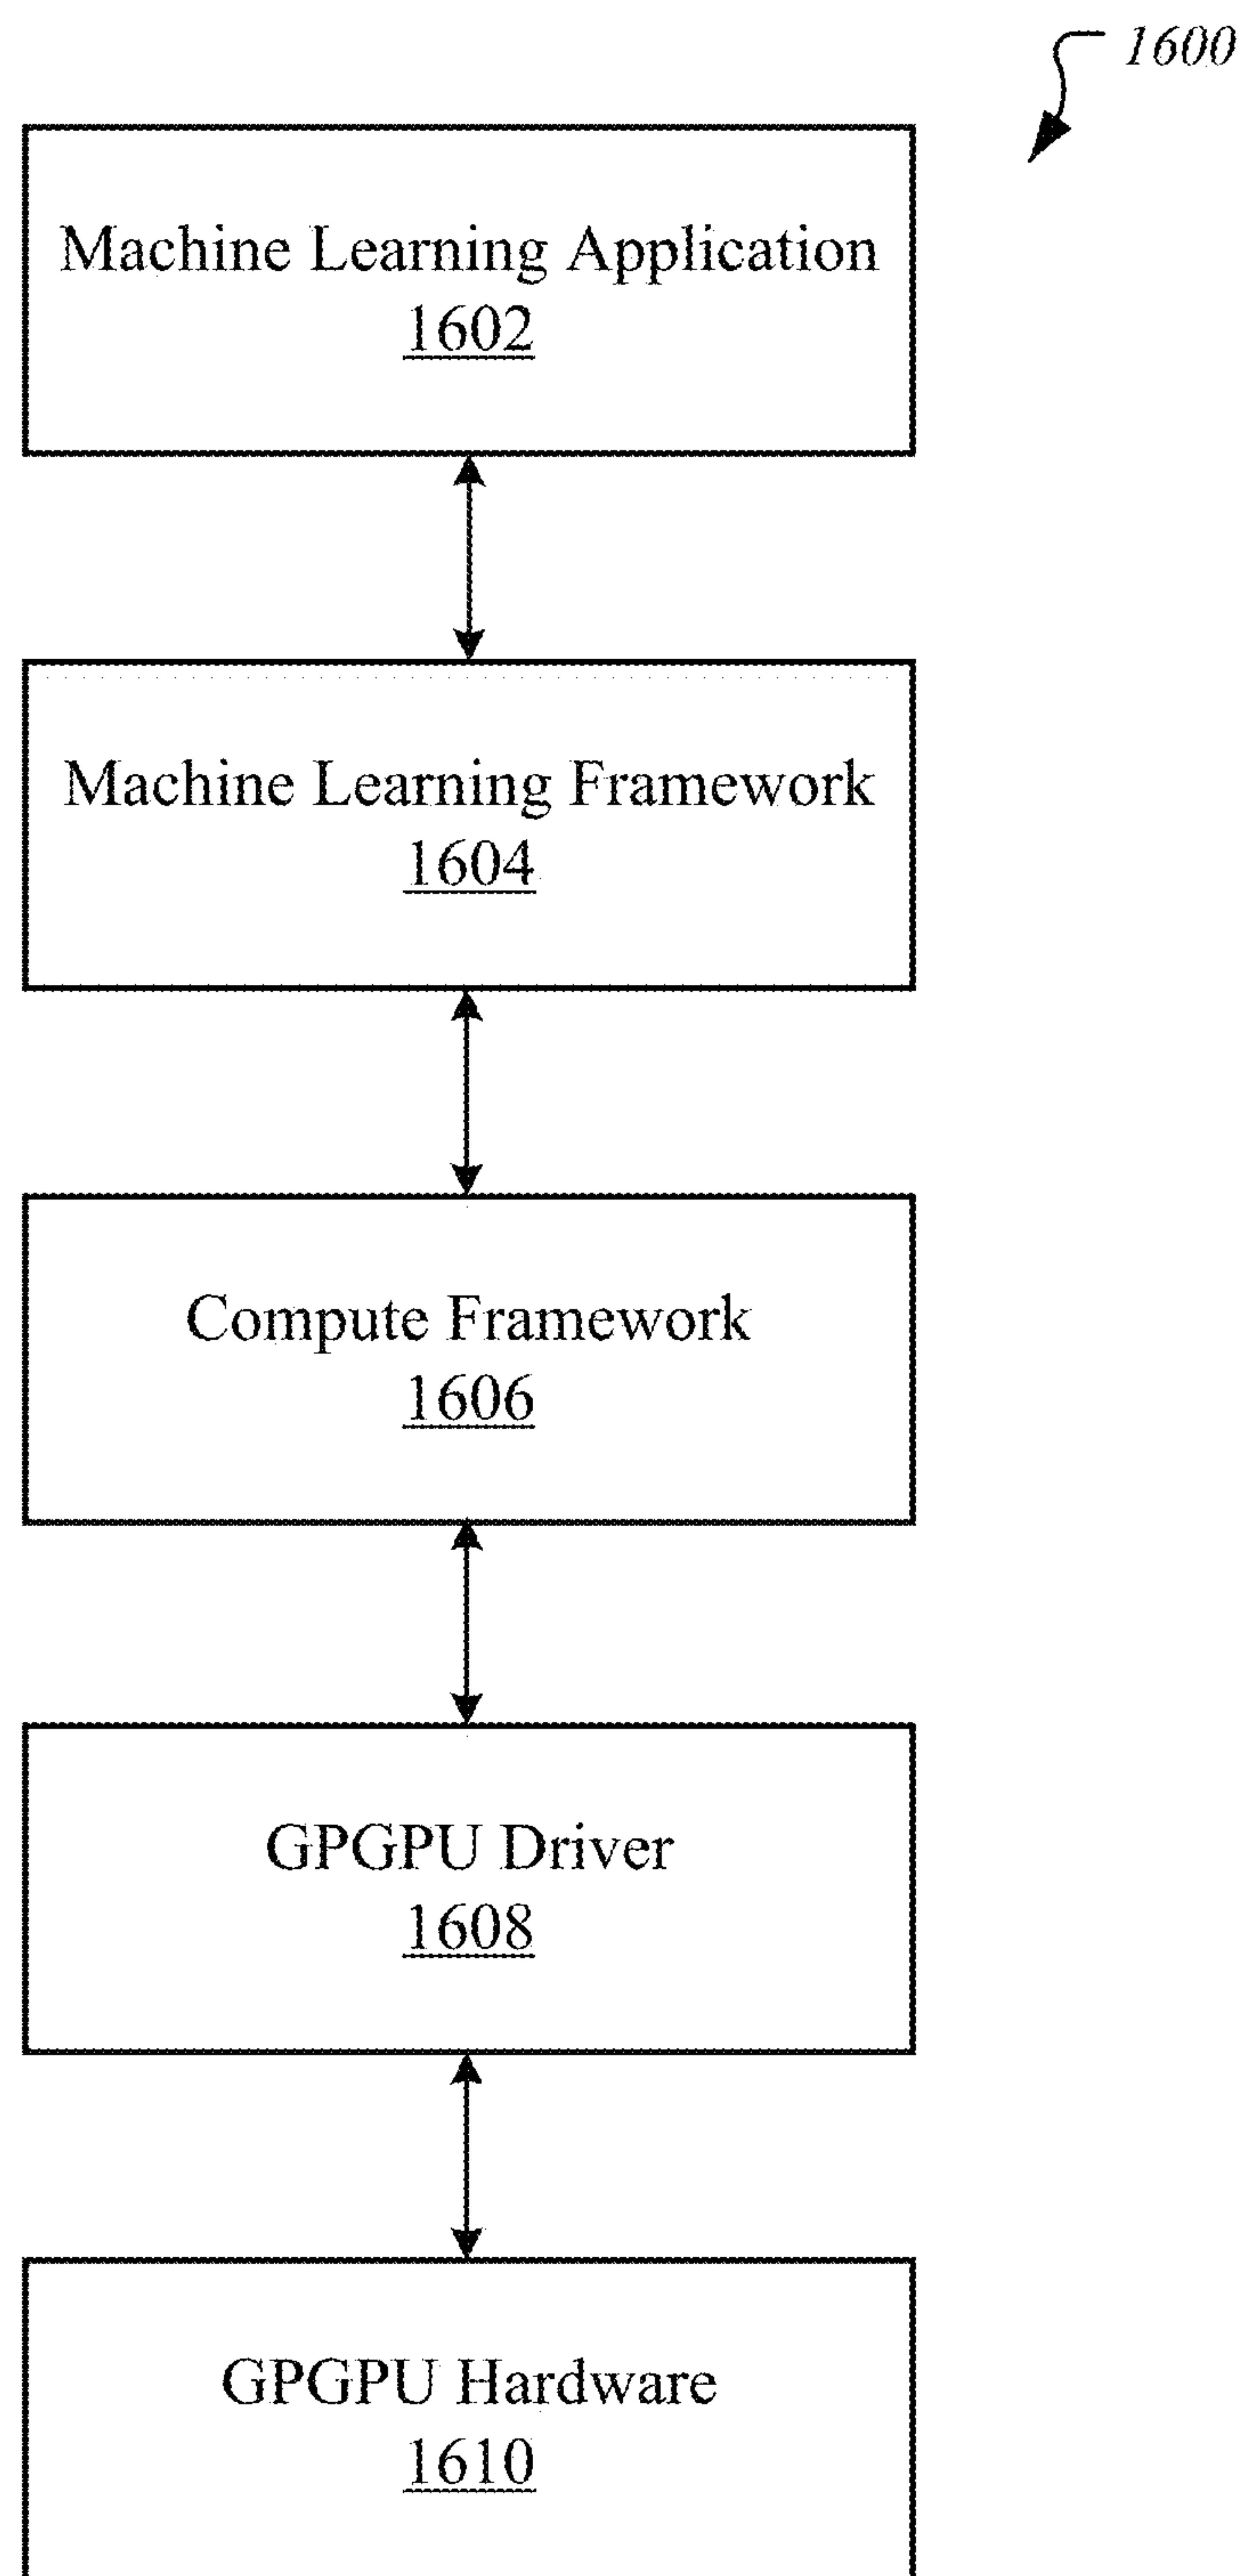 1600
Machine Learning Application
1602
Machine Learning Framework
1604
Compute Framework
1606
GPGPU Driver
1608
GPGPU Hardware
1610